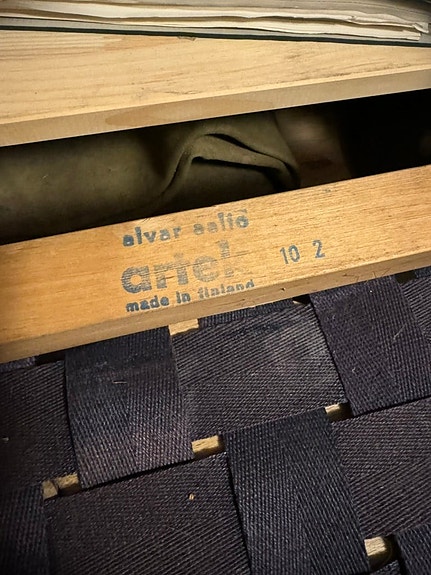 alvar aalto
artek
made in finland
10 2